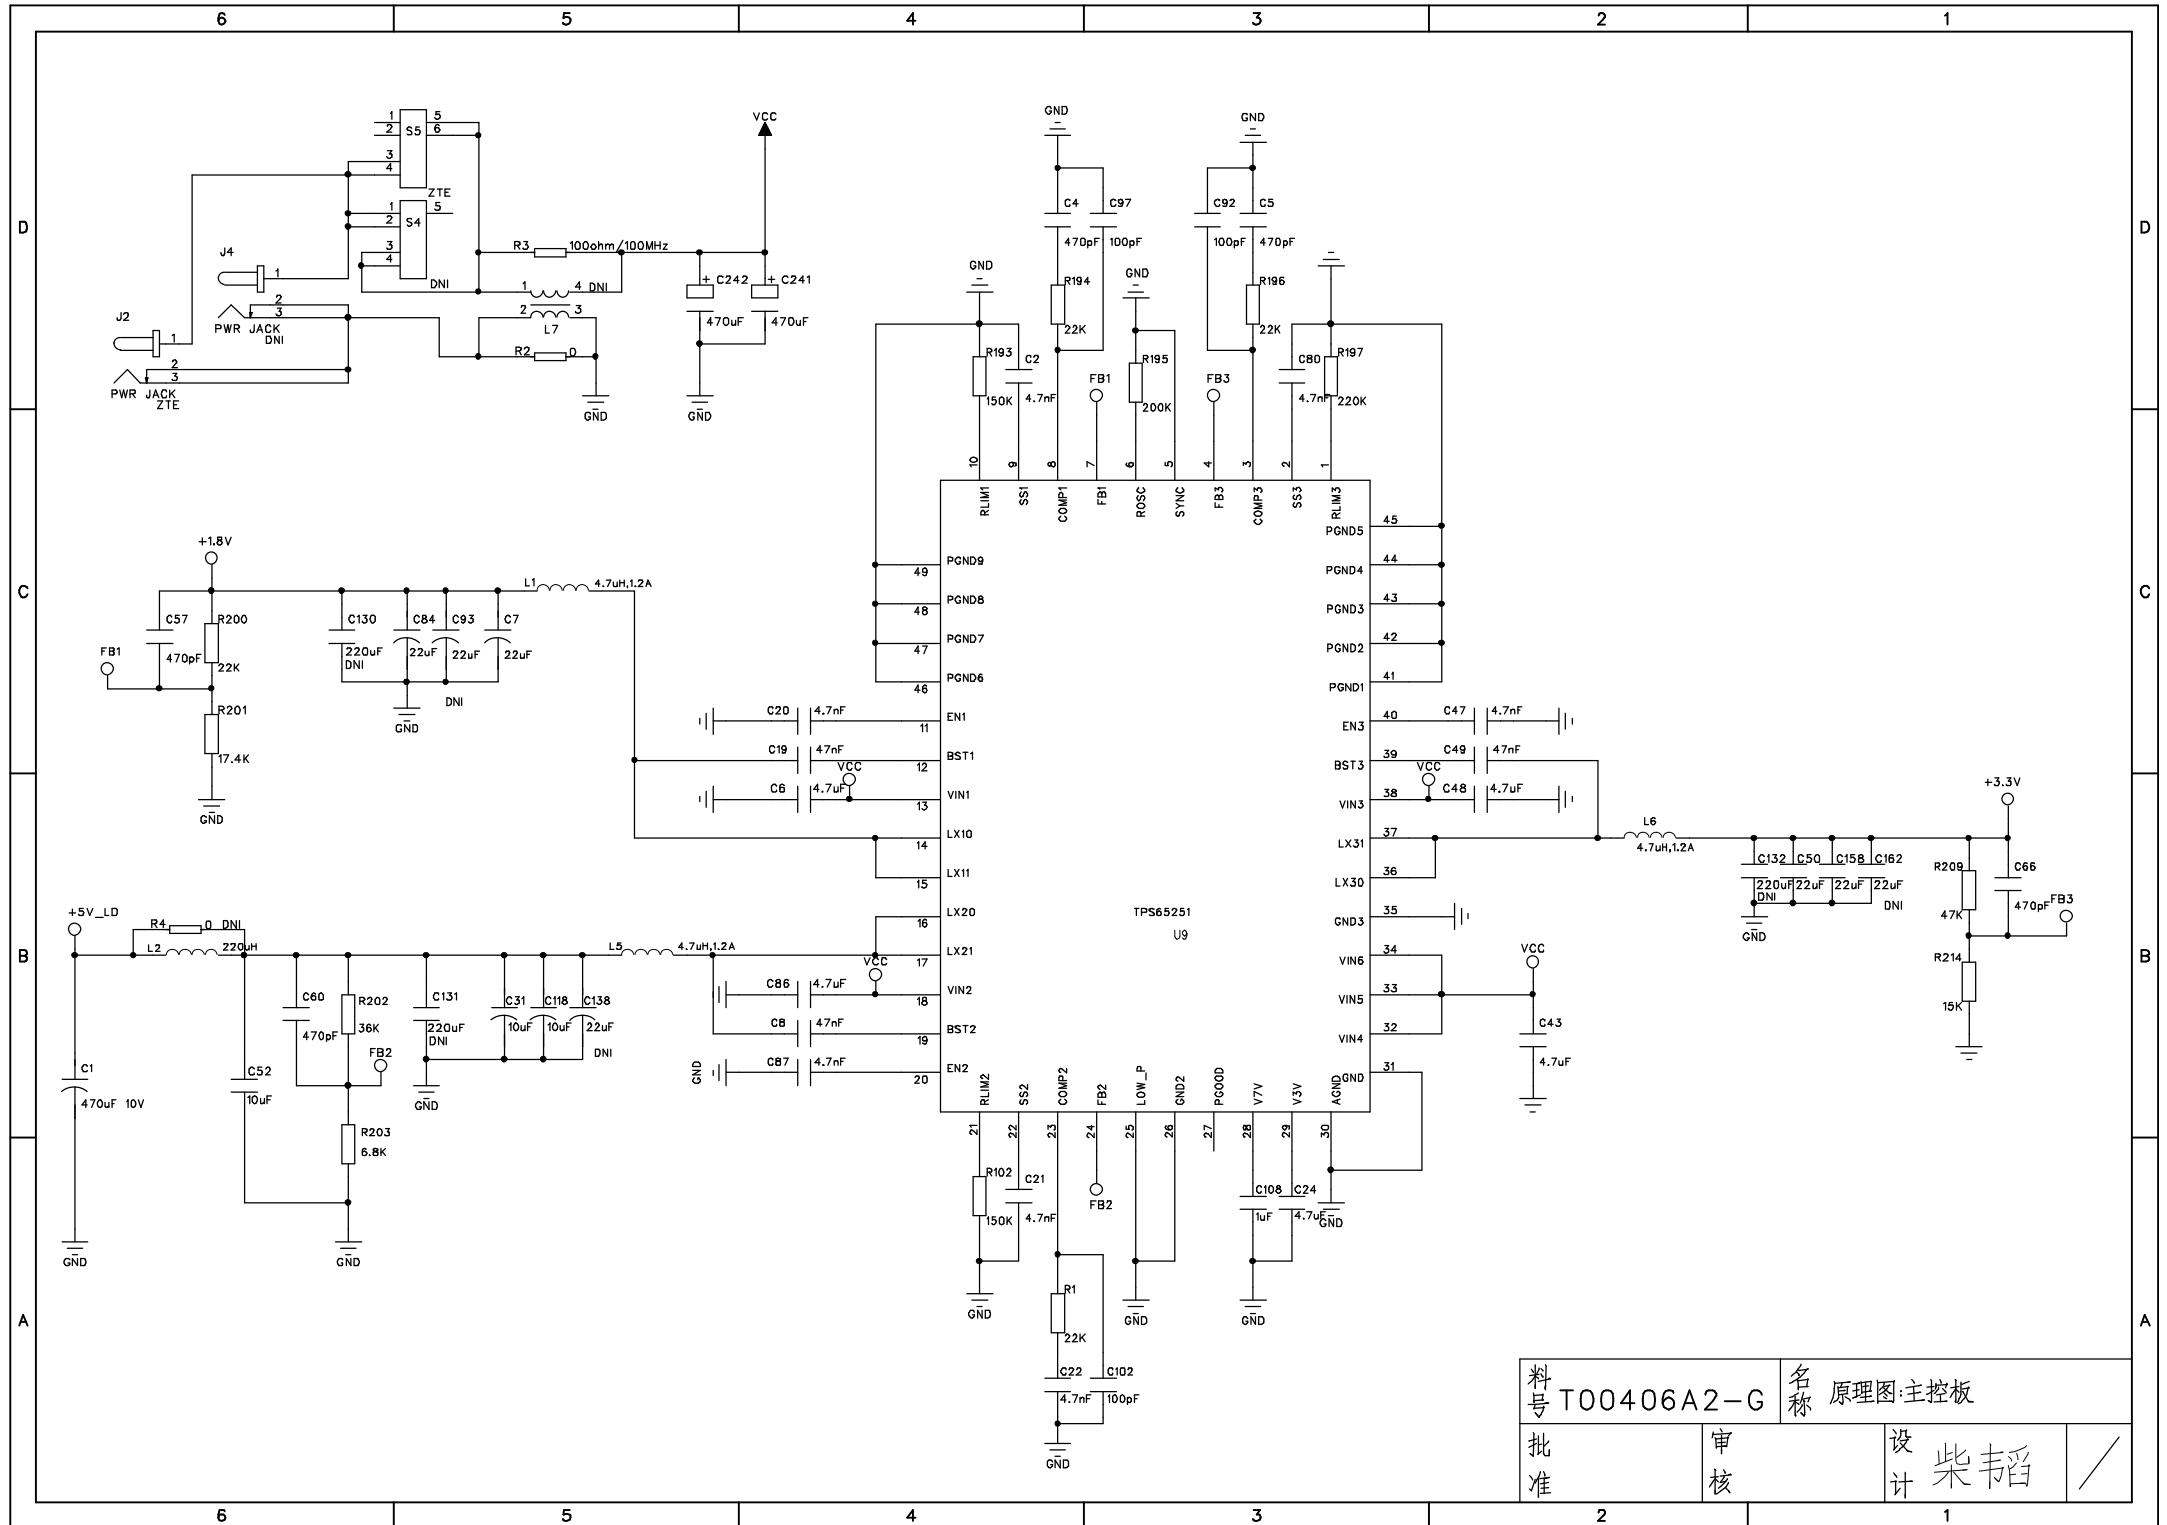 6 5 4 3 2 1
D D
C C
B B
A A
6 5 4 3 2 1
1 5
2 S5 6
3
4
ZTE
1 5
2 S4
3
4
DNI
J4
1
2
3
PWR JACK
DNI
J2
1
2
3
PWR JACK
ZTE
R3 100ohm/100MHz
1 4 DNI
2 3
L7
R2 0
GND
VCC
+ C242
470uF
+ C241
470uF
GND
GND
C4
470pF
C97
100pF
R194
22K
GND
R193
150K
C2
4.7nF
FB1
GND
R195
200K
GND
C92
100pF
C5
470pF
R196
22K
FB3
C80
4.7nF
R197
220K
10 9 8 7 6 5 4 3 2 1
RLIM1 SS1 COMP1 FB1 ROSC SYNC FB3 COMP3 SS3 RLIM3
PGND9 49
PGND8 48
PGND7 47
PGND6 46
EN1 11
BST1 12
VIN1 13
LX10 14
LX11 15
LX20 16
LX21 17
VIN2 18
BST2 19
EN2 20
PGND5 45
PGND4 44
PGND3 43
PGND2 42
PGND1 41
EN3 40
BST3 39
VIN3 38
LX31 37
LX30 36
GND3 35
VIN6 34
VIN5 33
VIN4 32
GND 31
TPS65251
U9
RLIM2 SS2 COMP2 FB2 LOW_P GND2 PGOOD V7V V3V AGND
21 22 23 24 25 26 27 28 29 30
+1.8V
C57
470pF
FB1
R200
22K
R201
17.4K
GND
C130
220uF
DNI
C84
22uF
C93
22uF
DNI
C7
22uF
GND
L1 4.7uH,1.2A
C20 4.7nF
C19 47nF
VCC
C6 4.7uF
C47 4.7nF
C49 47nF
VCC
C48 4.7uF
+3.3V
L6
4.7uH,1.2A
C132
220uF
DNI
C50
22uF
C158
22uF
C162
22uF
DNI
GND
R209
47K
C66
470pF
FB3
R214
15K
+5V_LD
R4 0 DNI
L2 220uH
C1
470uF 10V
GND
C52
10uF
C60
470pF
R202
36K
FB2
R203
6.8K
GND
C131
220uF
DNI
GND
C31
10uF
C118
10uF
C138
22uF
DNI
L5 4.7uH,1.2A
VCC
C86 4.7uF
C8 47nF
GND
C87 4.7nF
VCC
C43
4.7uF
R102
150K
C21
4.7nF
GND
FB2
R1
22K
C22
4.7nF
C102
100pF
GND
GND
C108
1uF
C24
4.7uF
GND
GND
料号 T00406A2-G 名称 原理图:主控板
批准 审核 设计 柴韦韬 /